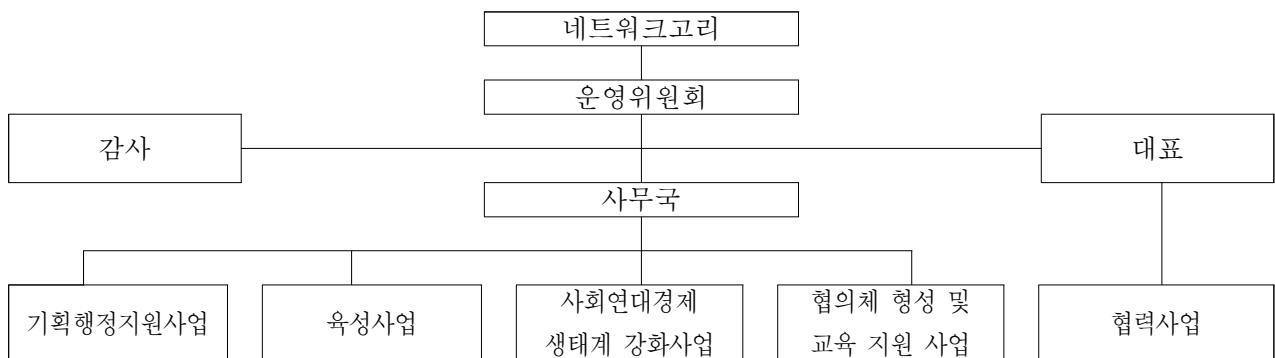 네트워크고리
운영위원회
감사
대표
사무국
기획행정지원사업
육성사업
사회연대경제
생태계 강화사업
협의체 형성 및
교육 지원 사업
협력사업